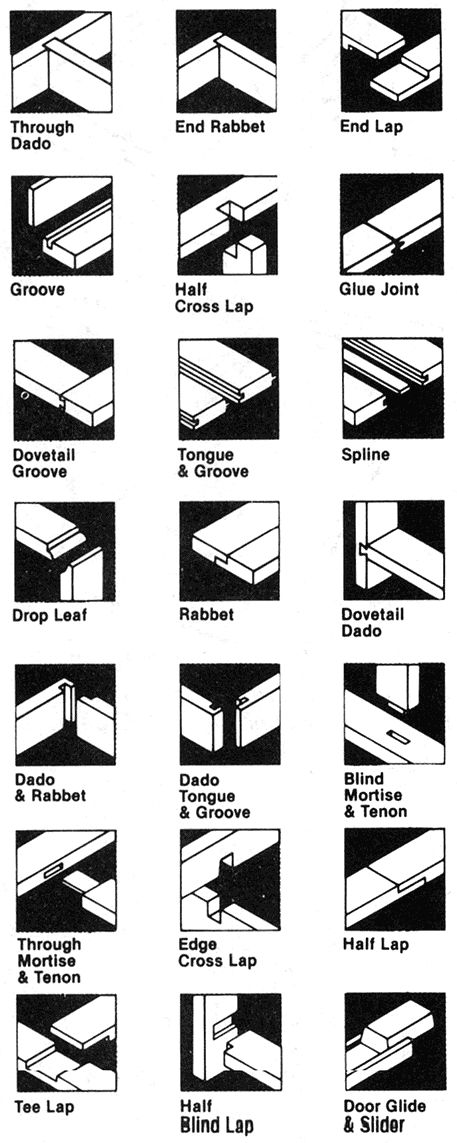 Through
Dado
End Rabbet
End Lap
Groove
Half
Cross Lap
Glue Joint
Dovetail
Groove
Tongue
& Groove
Spline
Drop Leaf
Rabbet
Dovetail
Dado
Dado
& Rabbet
Dado
Tongue
& Groove
Blind
Mortise
& Tenon
Through
Mortise
& Tenon
Edge
Cross Lap
Half Lap
Tee Lap
Half
Blind Lap
Door Glide
& Slider